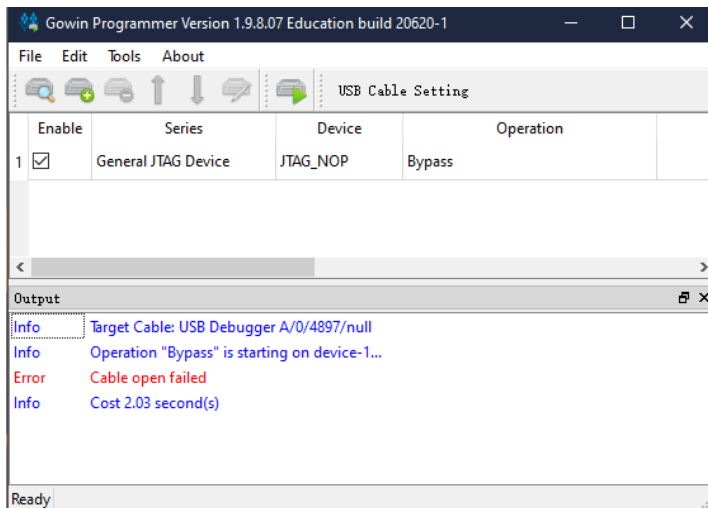 Gowin Programmer Version 1.9.8.07 Education build 20620-1
File Edit Tools About
USB Cable Setting
Enable Series Device Operation
1 General JTAG Device JTAG_NOP Bypass
Output
Info Target Cable: USB Debugger A/0/4897/null
Info Operation "Bypass" is starting on device-1...
Error Cable open failed
Info Cost 2.03 second(s)
Ready